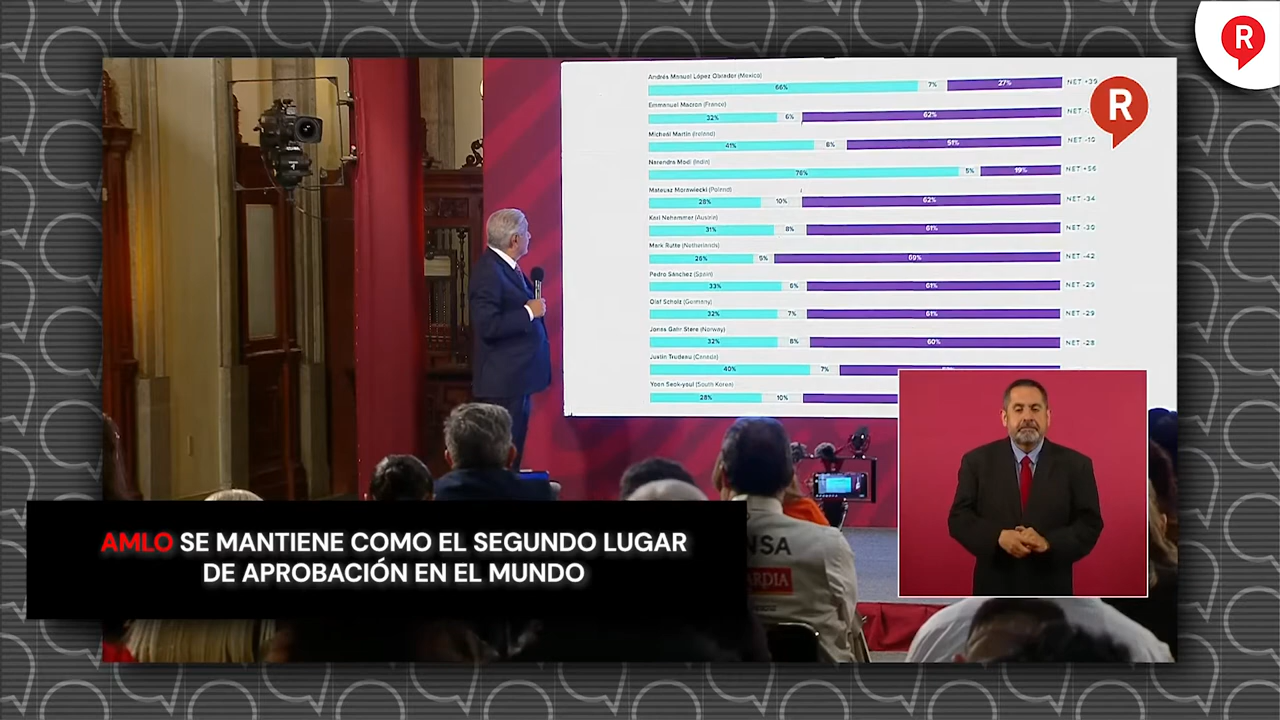 R
R
Andrés Manuel López Obrador (Mexico)
66% 7% 27% NET +39
Emmanuel Macron (France)
32% 6% 62% NET
Micheál Martin (Ireland)
41% 8% 51% NET -10
Narendra Modi (India)
76% 5% 19% NET +56
Mateusz Morawiecki (Poland)
28% 10% 62% NET -34
Karl Nehammer (Austria)
31% 8% 61% NET -30
Mark Rutte (Netherlands)
26% 5% 69% NET -42
Pedro Sánchez (Spain)
33% 6% 61% NET -29
Olaf Scholz (Germany)
32% 7% 61% NET -29
Jonas Gahr Støre (Norway)
32% 8% 60% NET -28
Justin Trudeau (Canada)
40% 7%
Yoon Seok-youl (South Korea)
28% 10%
AMLO SE MANTIENE COMO EL SEGUNDO LUGAR
DE APROBACIÓN EN EL MUNDO
NSA
RDIA